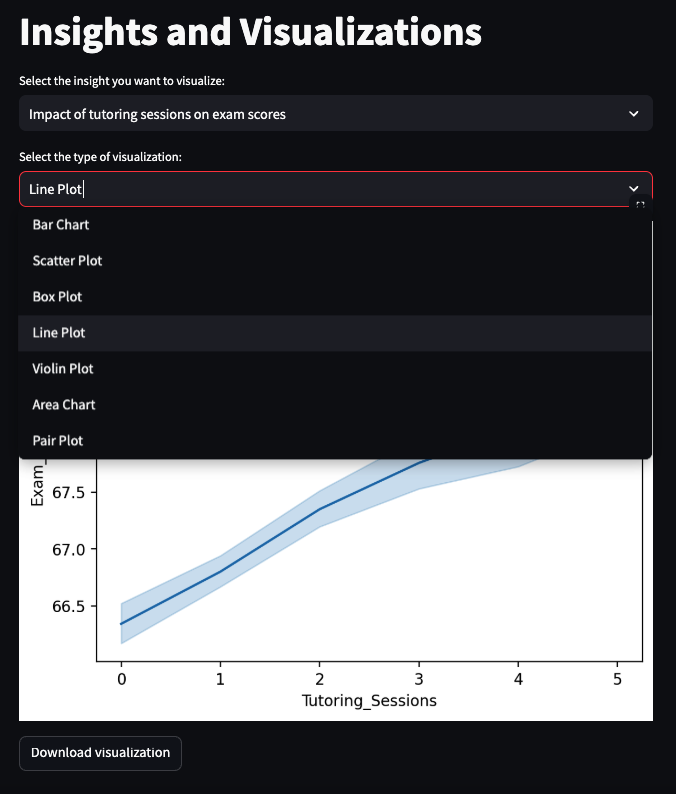 Insights and Visualizations
Select the insight you want to visualize:
Impact of tutoring sessions on exam scores
Select the type of visualization:
Line Plot
Bar Chart
Scatter Plot
Box Plot
Line Plot
Violin Plot
Area Chart
Pair Plot
Exam_
67.5
67.0
66.5
0 1 2 3 4 5
Tutoring_Sessions
Download visualization